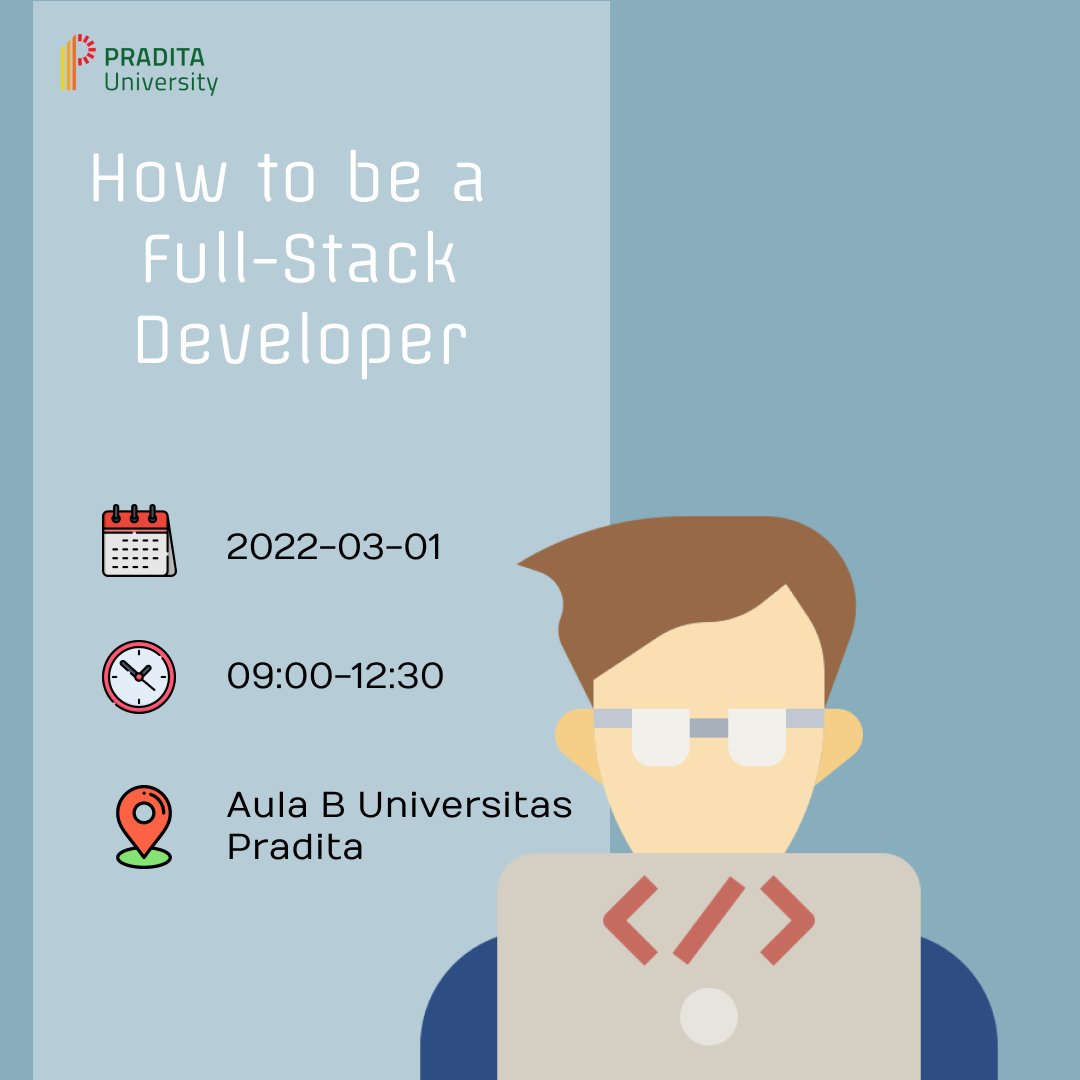 PRADITA
University
How to be a
Full-Stack
Developer
2022-03-01
09:00-12:30
Aula B Universitas
Pradita
</>